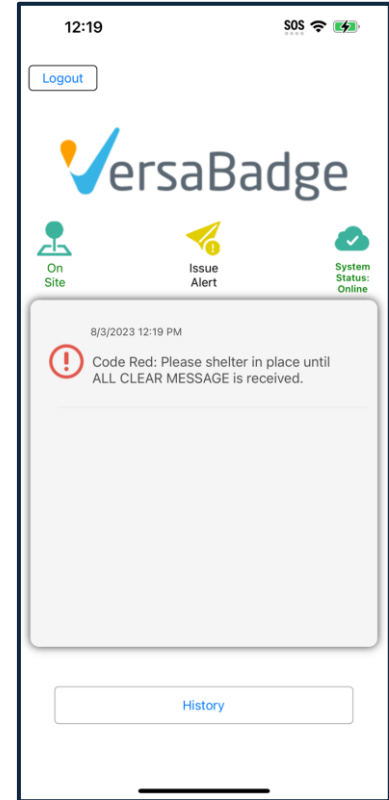 12:19 SOS
Logout
VersaBadge
On
Site
Issue
Alert
System
Status:
Online
8/3/2023 12:19 PM
Code Red: Please shelter in place until
ALL CLEAR MESSAGE is received.
History